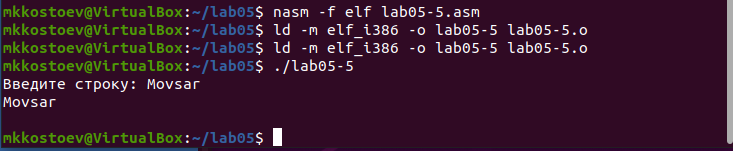 mkkostoev@VirtualBox:~/lab05$ nasm -f elf lab05-5.asm
mkkostoev@VirtualBox:~/lab05$ ld -m elf_i386 -o lab05-5 lab05-5.o
mkkostoev@VirtualBox:~/lab05$ ld -m elf_i386 -o lab05-5 lab05-5.o
mkkostoev@VirtualBox:~/lab05$ ./lab05-5
Введите строку: Movsar
Movsar
mkkostoev@VirtualBox:~/lab05$